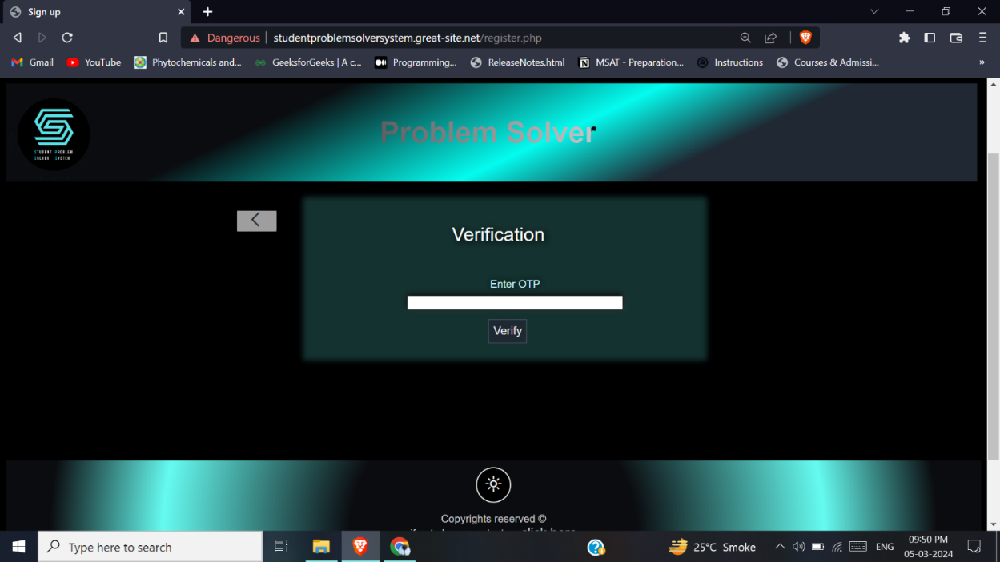 Sign up
Dangerous studentproblemsolversystem.great-site.net/register.php
Gmail YouTube Phytochemicals and... GeeksforGeeks | A c... Programming... ReleaseNotes.html MSAT - Preparation... Instructions Courses & Admissi... »
STUDENT PROBLEM
SOLVER SYSTEM
Problem Solver
Verification
Enter OTP
Verify
Copyrights reserved ©
click here
Type here to search
25°C Smoke
ENG
09:50 PM
05-03-2024